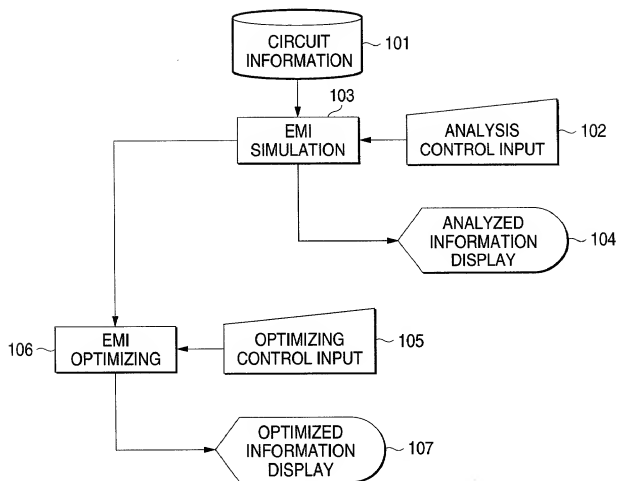 CIRCUIT
INFORMATION
101
103
EMI
SIMULATION
ANALYSIS
CONTROL INPUT
102
ANALYZED
INFORMATION
DISPLAY
104
106
EMI
OPTIMIZING
OPTIMIZING
CONTROL INPUT
105
OPTIMIZED
INFORMATION
DISPLAY
107